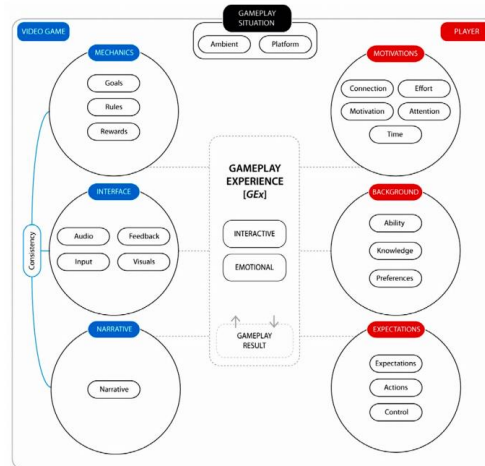 GAMEPLAY
SITUATION
VIDEO GAME
PLAYER
Ambient
Platform
MECHANICS
Goals
Rules
Rewards
MOTIVATIONS
Connection
Effort
Motivation
Attention
Time
GAMEPLAY
EXPERIENCE
[GEx]
INTERACTIVE
EMOTIONAL
GAMEPLAY
RESULT
INTERFACE
Audio
Feedback
Input
Visuals
Consistency
BACKGROUND
Ability
Knowledge
Preferences
NARRATIVE
Narrative
EXPECTATIONS
Expectations
Actions
Control